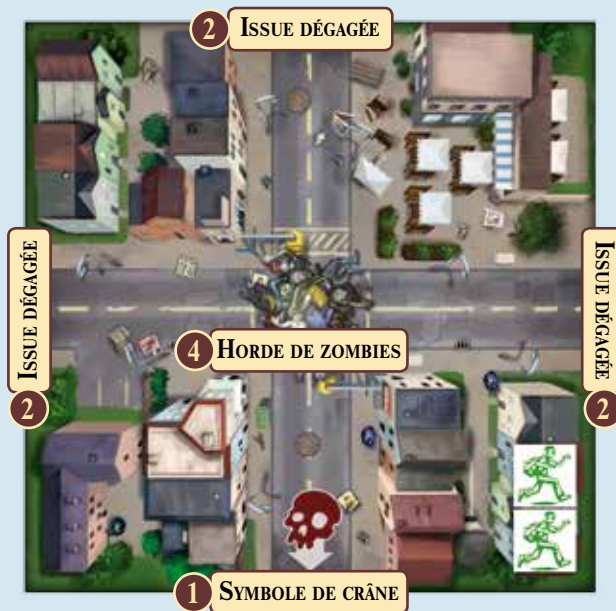 2 ISSUE DÉGAGÉE
ISSUE DÉGAGÉE 2
ISSUE DÉGAGÉE 2
4 HORDE DE ZOMBIES
1 SYMBOLE DE CRÂNE